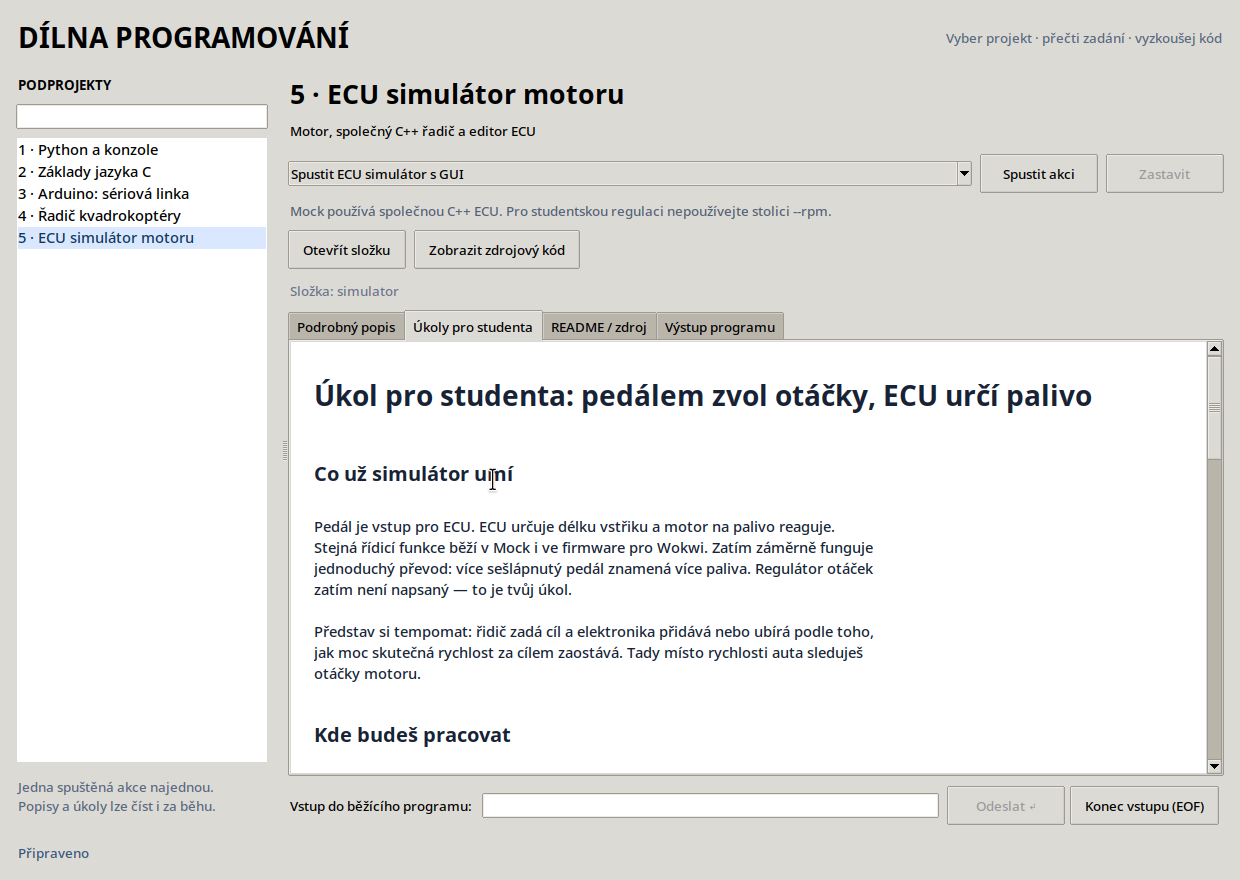 DÍLNA PROGRAMOVÁNÍ
Vyber projekt · přečti zadání · vyzkoušej kód
PODPROJEKTY
1 · Python a konzole
2 · Základy jazyka C
3 · Arduino: sériová linka
4 · Řadič kvadrokoptéry
5 · ECU simulátor motoru
Jedna spuštěná akce najednou.
Popisy a úkoly lze číst i za běhu.
Připraveno
5 · ECU simulátor motoru
Motor, společný C++ řadič a editor ECU
Spustit ECU simulátor s GUI
Spustit akci
Zastavit
Mock používá společnou C++ ECU. Pro studentskou regulaci nepoužívejte stolici --rpm.
Otevřít složku
Zobrazit zdrojový kód
Složka: simulator
Podrobný popis
Úkoly pro studenta
README / zdroj
Výstup programu
Úkol pro studenta: pedálem zvol otáčky, ECU určí palivo
Co už simulátor umí
Pedál je vstup pro ECU. ECU určuje délku vstřiku a motor na palivo reaguje.
Stejná řídicí funkce běží v Mock i ve firmware pro Wokwi. Zatím záměrně funguje
jednoduchý převod: více sešlápnutý pedál znamená více paliva. Regulátor otáček
zatím není napsaný — to je tvůj úkol.
Představ si tempomat: řidič zadá cíl a elektronika přidává nebo ubírá podle toho,
jak moc skutečná rychlost za cílem zaostává. Tady místo rychlosti auta sleduješ
otáčky motoru.
Kde budeš pracovat
Vstup do běžícího programu:
Odeslat ↲
Konec vstupu (EOF)